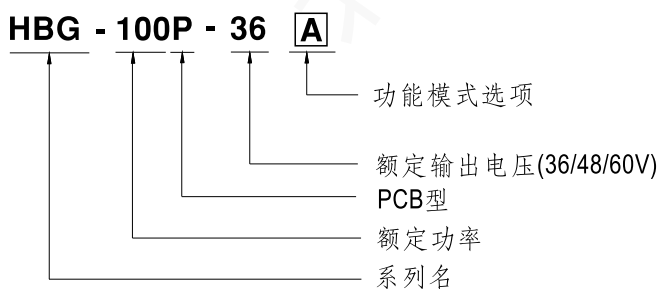 HBG - 100P - 36 A
功能模式选项
额定输出电压(36/48/60V)
PCB型
额定功率
系列名